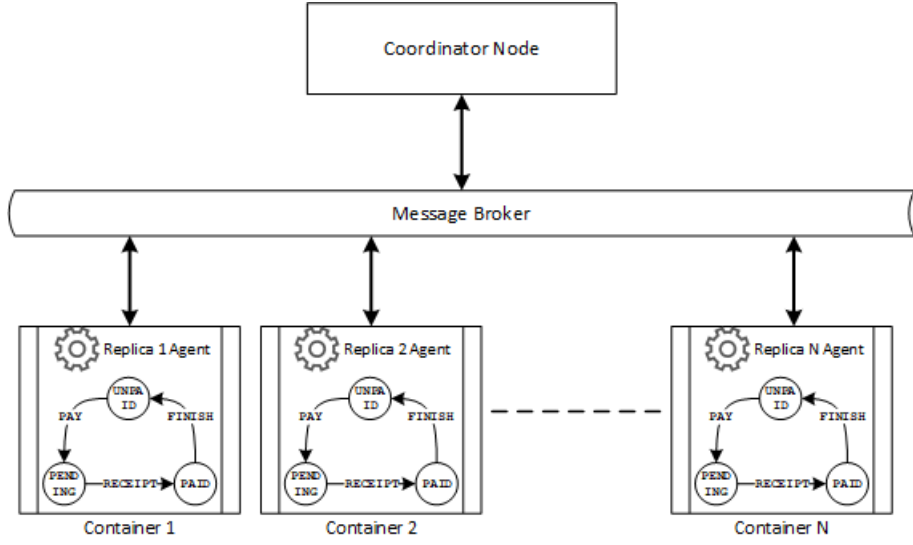 Coordinator Node
Message Broker
Replica 1 Agent
UNPA
ID
PAY
FINISH
PEND
ING
RECEIPT
PAID
Container 1
Replica 2 Agent
UNPA
ID
PAY
FINISH
PEND
ING
RECEIPT
PAID
Container 2
Replica N Agent
UNPA
ID
PAY
FINISH
PEND
ING
RECEIPT
PAID
Container N